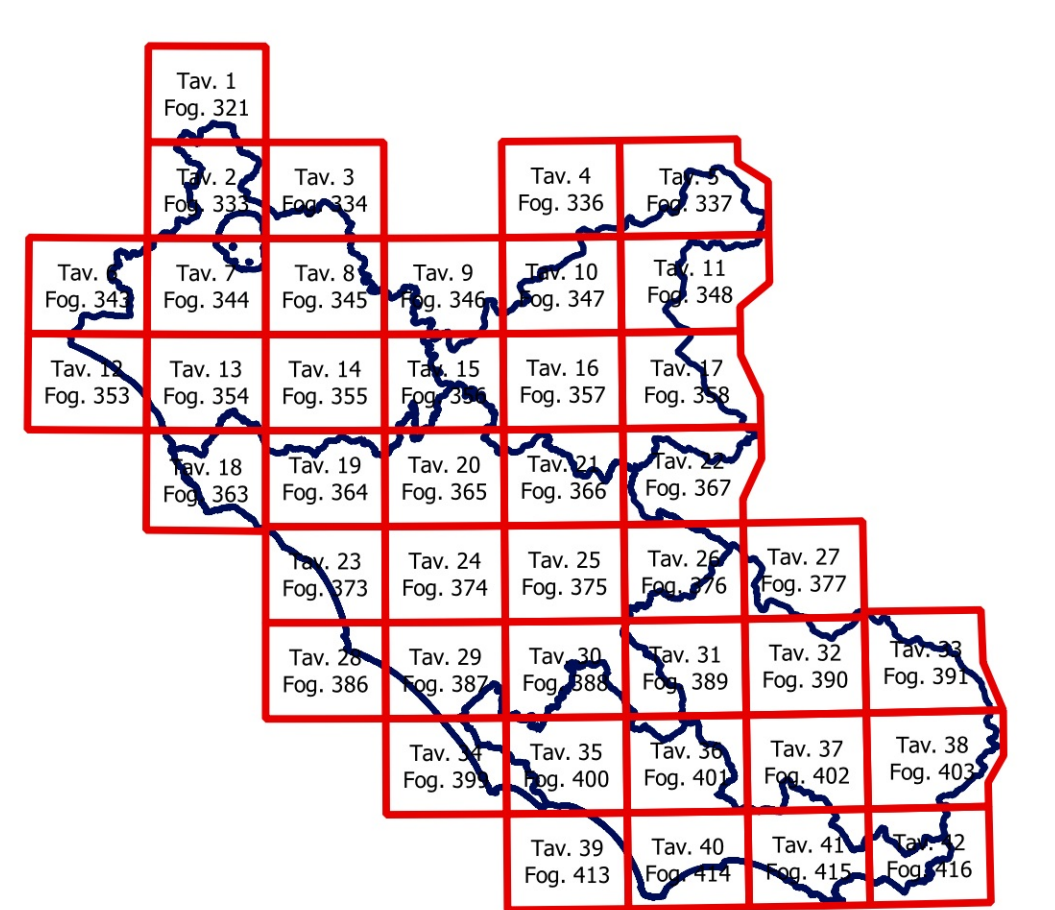 Tav. 1
Fog. 321
Tav. 2
Fog. 333
Tav. 3
Fog. 334
Tav. 4
Fog. 336
Tav. 5
Fog. 337
Tav. 6
Fog. 343
Tav. 7
Fog. 344
Tav. 8
Fog. 345
Tav. 9
Fog. 346
Tav. 10
Fog. 347
Tav. 11
Fog. 348
Tav. 12
Fog. 353
Tav. 13
Fog. 354
Tav. 14
Fog. 355
Tav. 15
Fog. 356
Tav. 16
Fog. 357
Tav. 17
Fog. 358
Tav. 18
Fog. 363
Tav. 19
Fog. 364
Tav. 20
Fog. 365
Tav. 21
Fog. 366
Tav. 22
Fog. 367
Tav. 23
Fog. 373
Tav. 24
Fog. 374
Tav. 25
Fog. 375
Tav. 26
Fog. 376
Tav. 27
Fog. 377
Tav. 28
Fog. 386
Tav. 29
Fog. 387
Tav. 30
Fog. 388
Tav. 31
Fog. 389
Tav. 32
Fog. 390
Tav. 33
Fog. 391
Tav. 34
Fog. 399
Tav. 35
Fog. 400
Tav. 36
Fog. 401
Tav. 37
Fog. 402
Tav. 38
Fog. 403
Tav. 39
Fog. 413
Tav. 40
Fog. 414
Tav. 41
Fog. 415
Tav. 42
Fog. 416